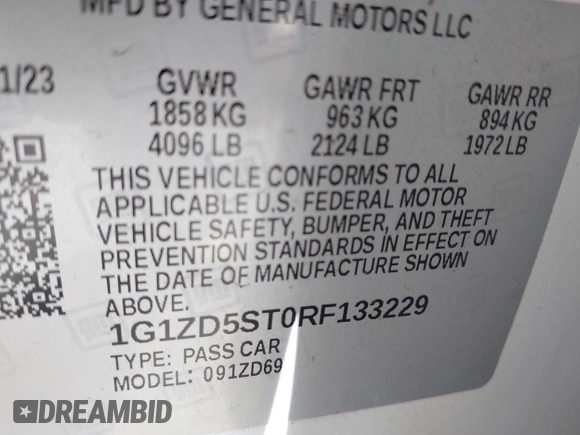 MFD BY GENERAL MOTORS LLC
1/23 GVWR GAWR FRT GAWR RR
1858 KG 963 KG 894 KG
4096 LB 2124 LB 1972 LB
THIS VEHICLE CONFORMS TO ALL
APPLICABLE U.S. FEDERAL MOTOR
VEHICLE SAFETY, BUMPER, AND THEFT
PREVENTION STANDARDS IN EFFECT ON
THE DATE OF MANUFACTURE SHOWN
ABOVE.
1G1ZD5ST0RF133229
TYPE: PASS CAR
MODEL: 091ZD69
DREAMBID